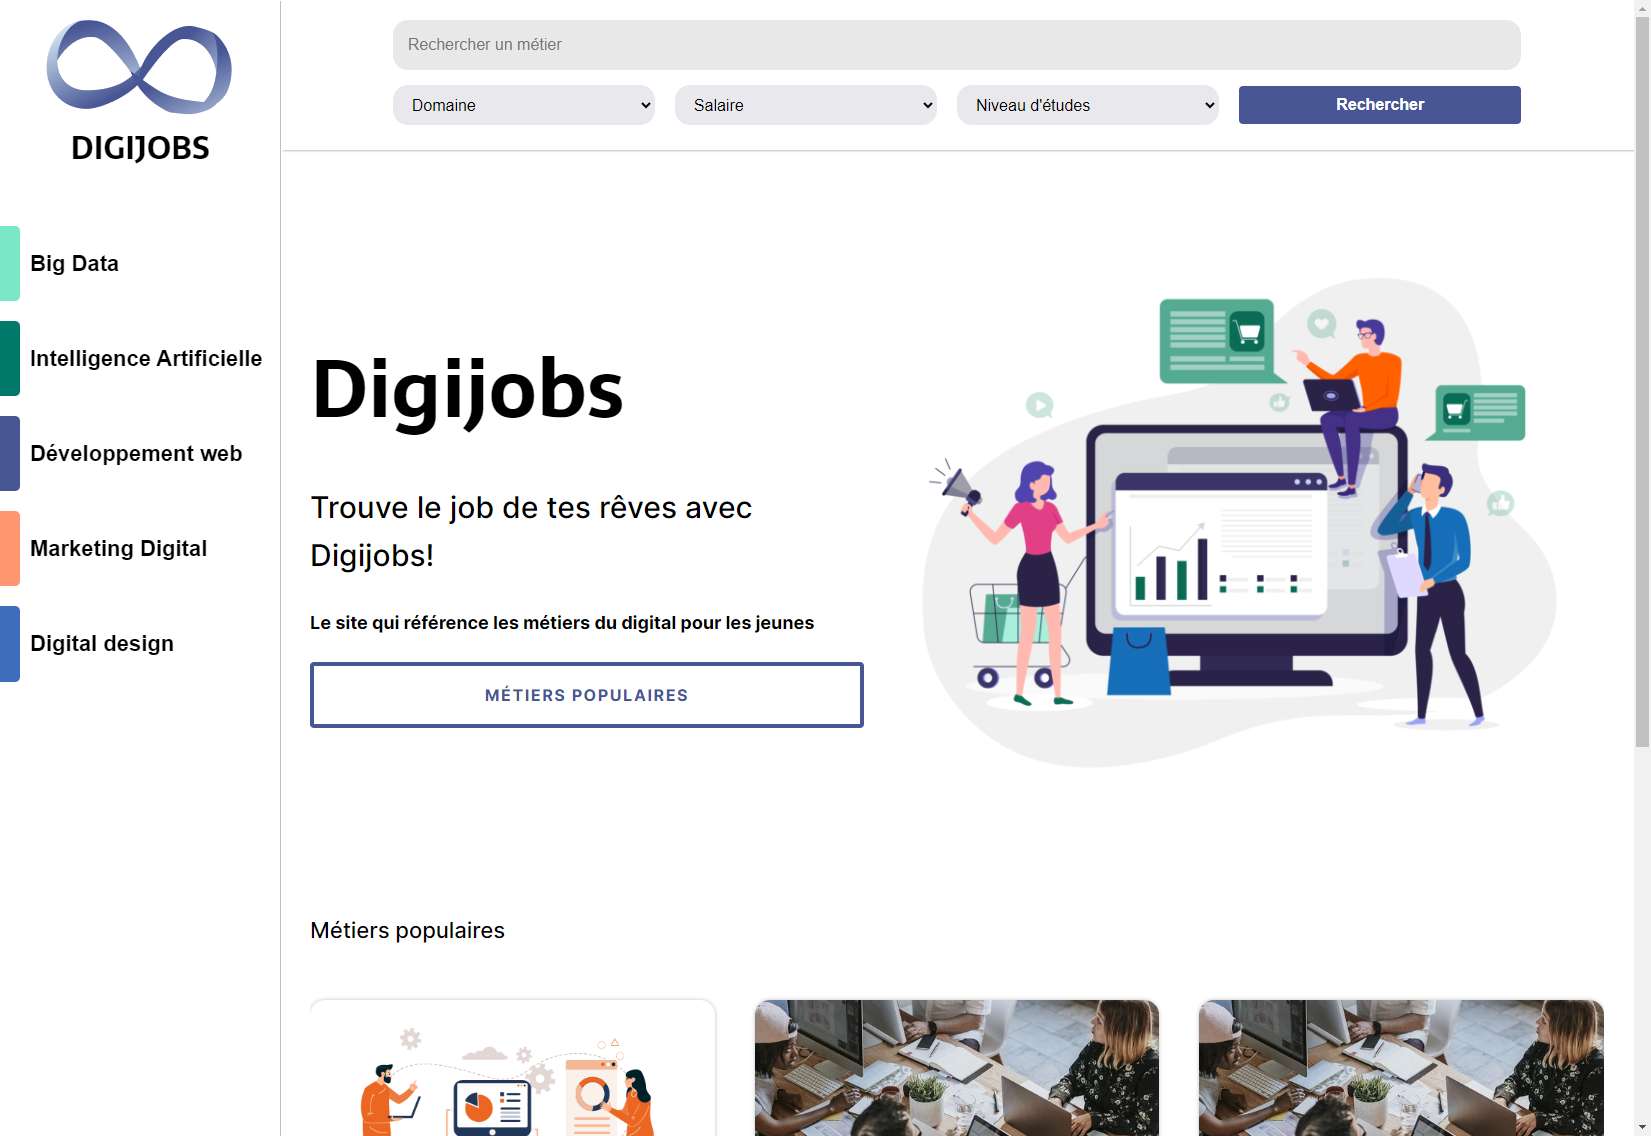 DIGIJOBS
Big Data
Intelligence Artificielle
Développement web
Marketing Digital
Digital design
Rechercher un métier
Domaine
Salaire
Niveau d'études
Rechercher
Digijobs
Trouve le job de tes rêves avec
Digijobs!
Le site qui référence les métiers du digital pour les jeunes
MÉTIERS POPULAIRES
Métiers populaires